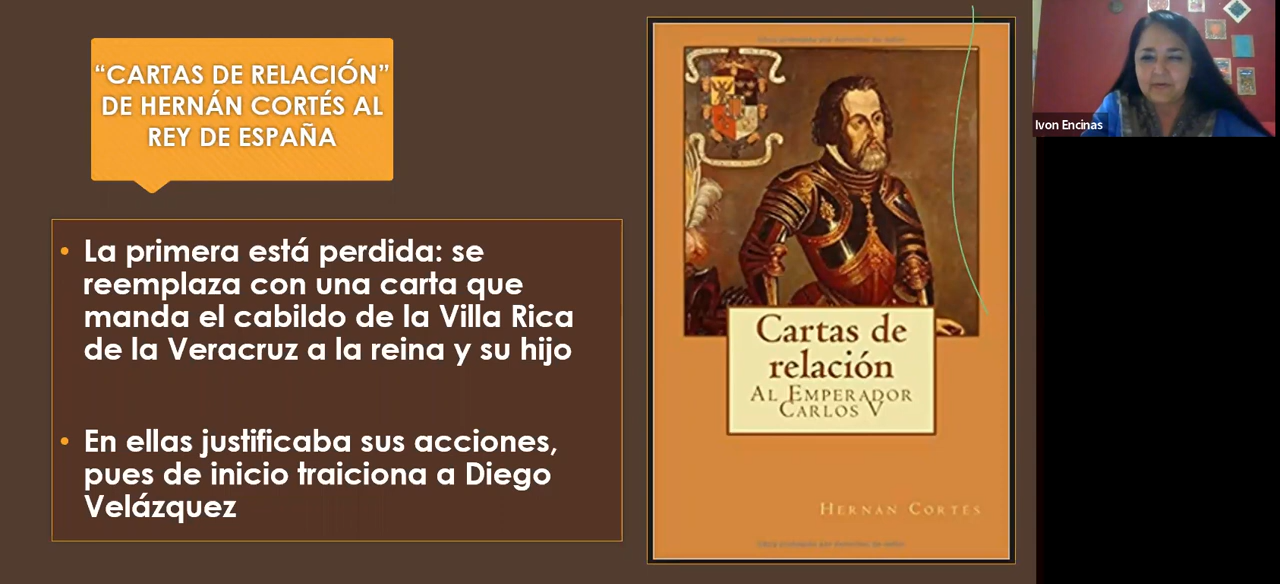 “CARTAS DE RELACIÓN”
DE HERNÁN CORTÉS AL
REY DE ESPAÑA
La primera está perdida: se
reemplaza con una carta que
manda el cabildo de la Villa Rica
de la Veracruz a la reina y su hijo
En ellas justificaba sus acciones,
pues de inicio traiciona a Diego
Velázquez
Cartas de
relación
Al Emperador
Carlos V
Hernan Cortes
Ivon Encinas